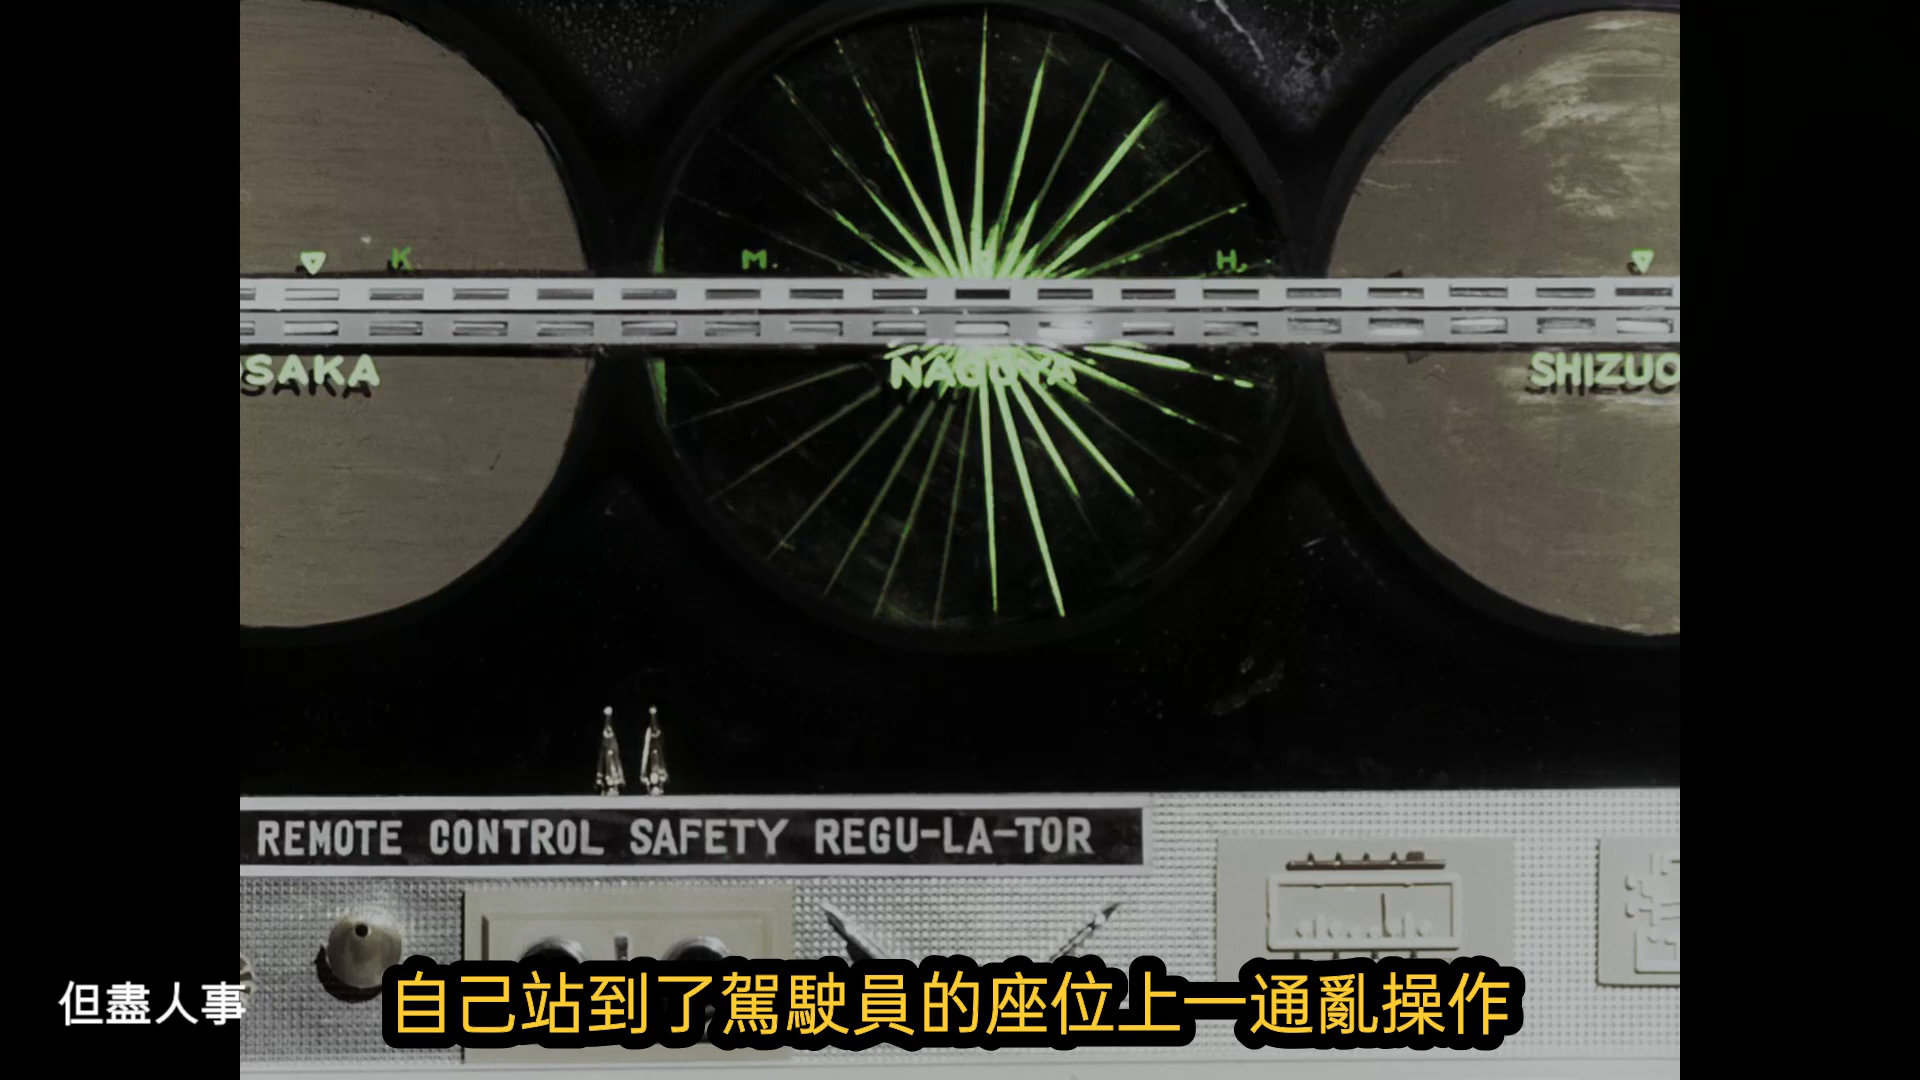 K. M. H.
SAKA NAGOYA SHIZUO
REMOTE CONTROL SAFETY REGU-LA-TOR
自己站到了駕駛員的座位上一通亂操作
但盡人事